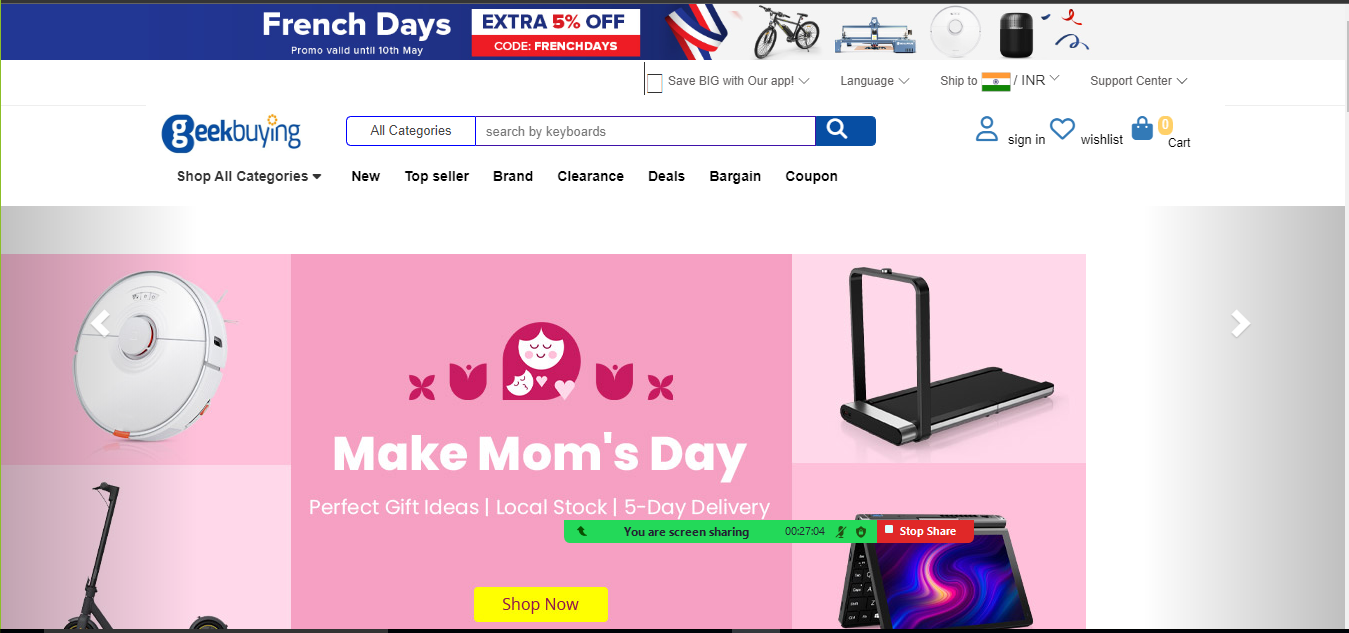 French Days
Promo valid until 10th May
EXTRA 5% OFF
CODE: FRENCHDAYS
Save BIG with Our app!
Language
Ship to / INR
Support Center
geekbuying
All Categories
search by keyboards
sign in
wishlist
0
Cart
Shop All Categories
New
Top seller
Brand
Clearance
Deals
Bargain
Coupon
Make Mom's Day
Perfect Gift Ideas | Local Stock | 5-Day Delivery
You are screen sharing
00:27:04
Stop Share
Shop Now